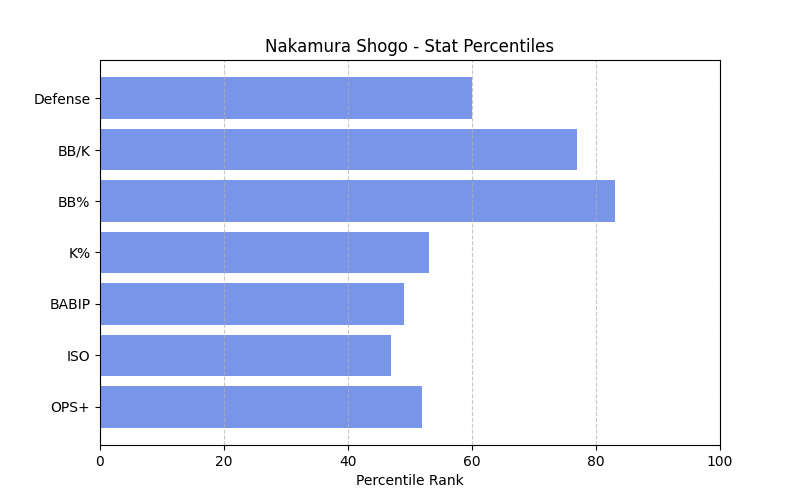 Nakamura Shogo - Stat Percentiles
Defense
BB/K
BB%
K%
BABIP
ISO
OPS+
0 20 40 60 80 100
Percentile Rank